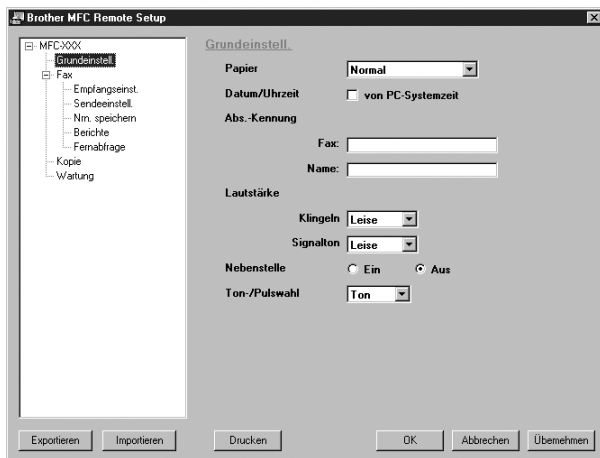 Brother MFC Remote Setup
MFC-XXX
Grundeinstell.
Fax
Empfangseinst.
Sendeeinstell.
Nrn. speichern
Berichte
Fernabfrage
Kopie
Wartung
Grundeinstell.
Papier Normal
Datum/Uhrzeit von PC-Systemzeit
Abs.-Kennung
Fax:
Name:
Lautstärke
Klingeln Leise
Signalton Leise
Nebenstelle Ein Aus
Ton-/Pulswahl Ton
Exportieren Importieren Drucken OK Abbrechen Übernehmen